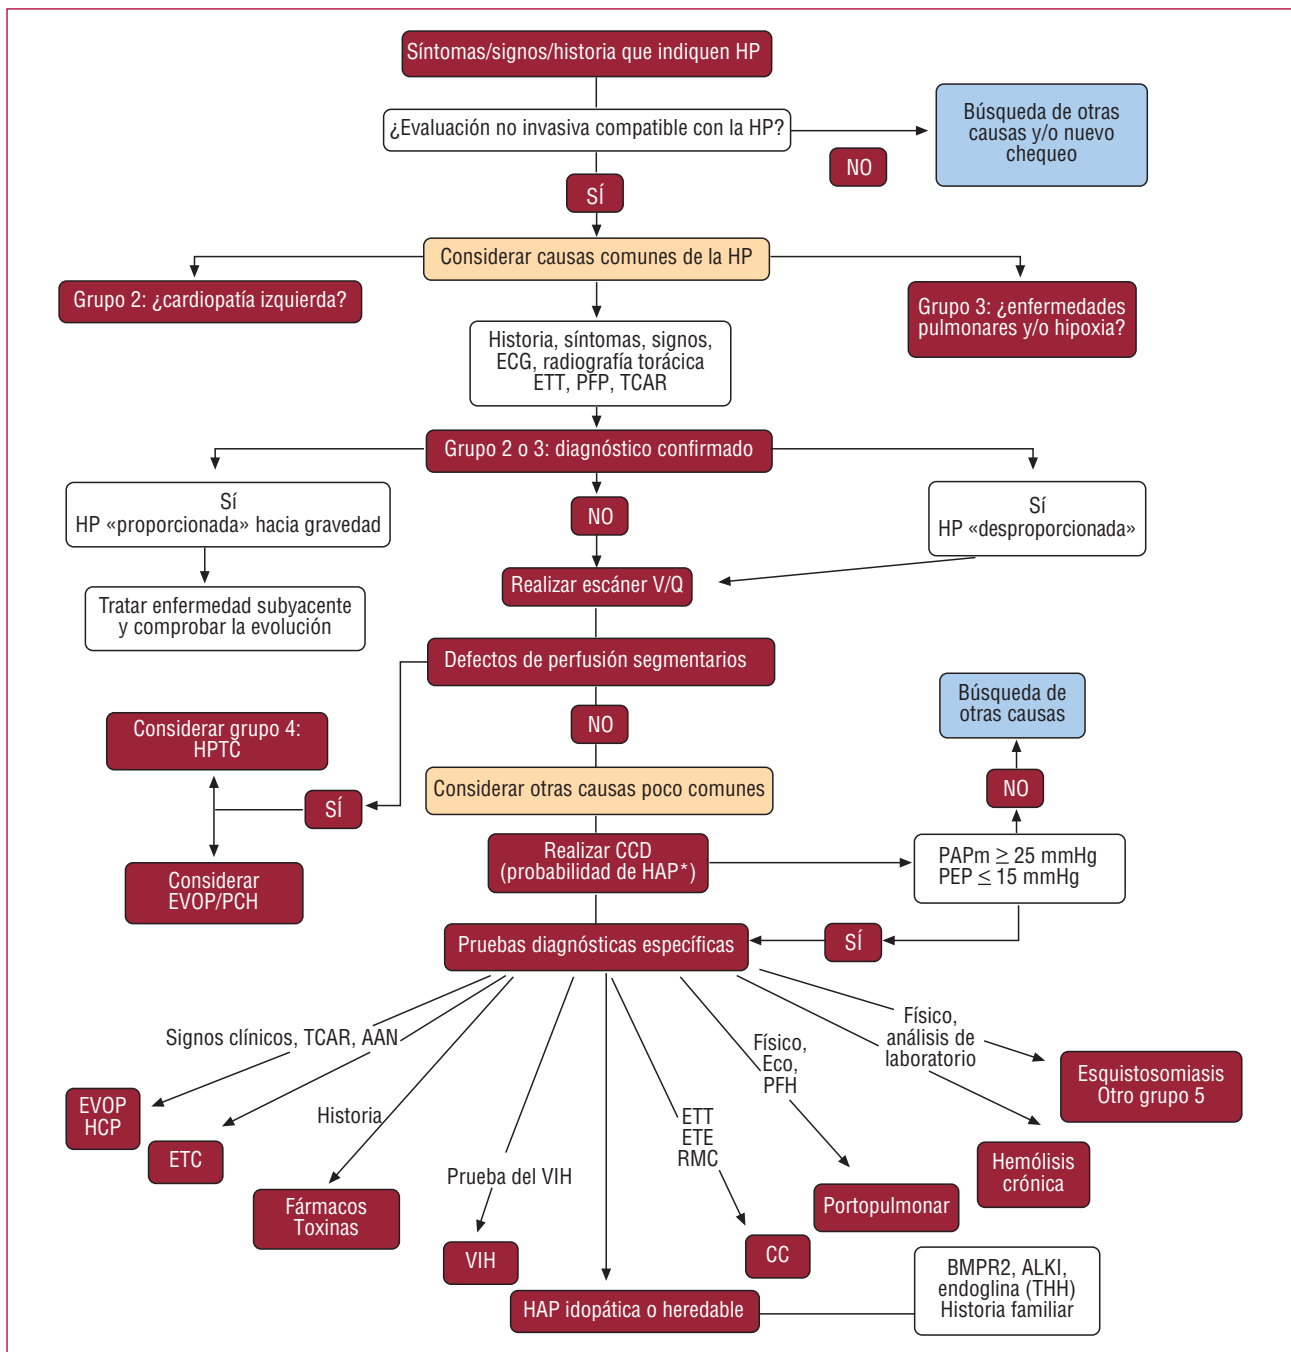 Síntomas/signos/historia que indiquen HP
¿Evaluación no invasiva compatible con la HP?
Búsqueda de otras
causas y/o nuevo
chequeo
NO
SÍ
Considerar causas comunes de la HP
Grupo 2: ¿cardiopatía izquierda?
Grupo 3: ¿enfermedades
pulmonares y/o hipoxia?
Historia, síntomas, signos,
ECG, radiografía torácica
ETT, PFP, TCAR
Grupo 2 o 3: diagnóstico confirmado
Sí
HP «proporcionada» hacia gravedad
NO
Sí
HP «desproporcionada»
Realizar escáner V/Q
Tratar enfermedad subyacente
y comprobar la evolución
Defectos de perfusión segmentarios
Búsqueda de
otras causas
Considerar grupo 4:
HPTC
NO
NO
Considerar otras causas poco comunes
SÍ
Realizar CCD
(probabilidad de HAP*)
PAPm ≥ 25 mmHg
PEP ≤ 15 mmHg
Considerar
EVOP/PCH
Pruebas diagnósticas específicas
SÍ
Signos clínicos, TCAR, AAN
Físico,
Eco,
PFH
Físico,
análisis de
laboratorio
Esquistosomiasis
Otro grupo 5
EVOP
HCP
Historia
ETT
ETE
RMC
ETC
Prueba del VIH
Hemólisis
crónica
Fármacos
Toxinas
Portopulmonar
VIH
CC
BMPR2, ALKI,
endoglina (THH)
Historia familiar
HAP idopática o heredable